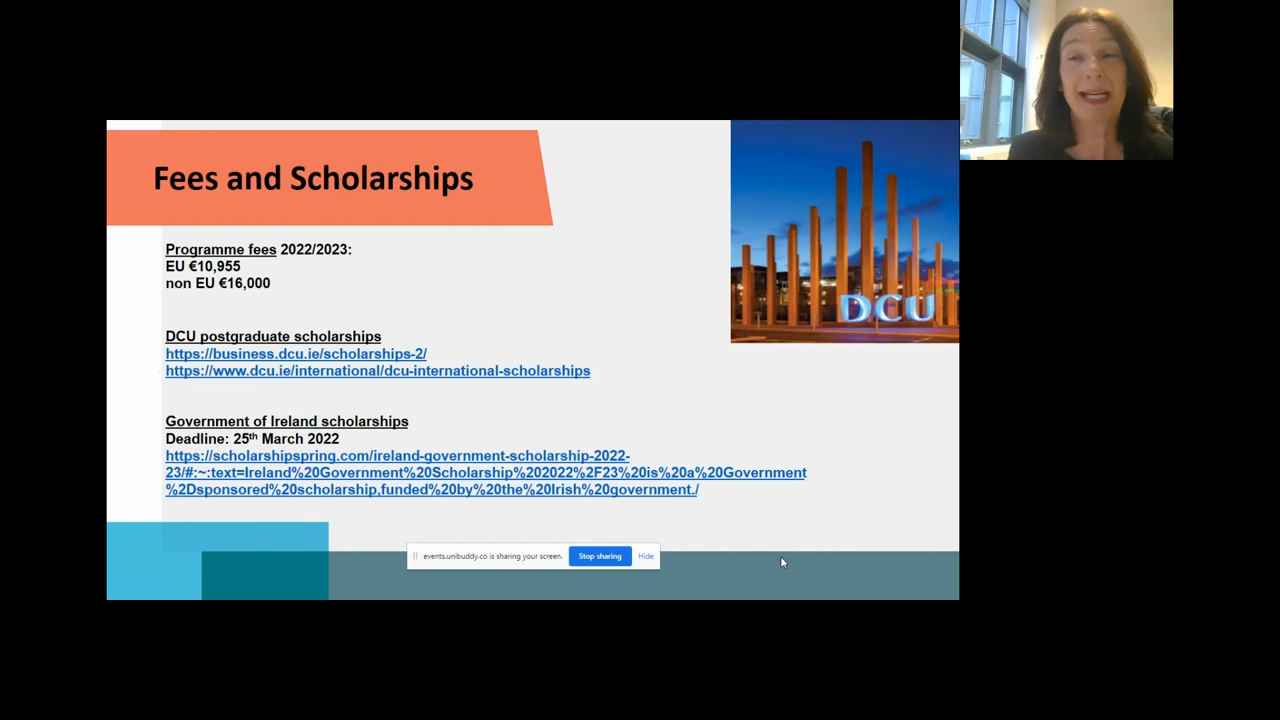 Fees and Scholarships
Programme fees 2022/2023:
EU €10,955
non EU €16,000
DCU
DCU postgraduate scholarships
https://business.dcu.ie/scholarships-2/
https://www.dcu.ie/international/dcu-international-scholarships
Government of Ireland scholarships
Deadline: 25th March 2022
https://scholarshipspring.com/ireland-government-scholarship-2022-
23/#:~:text=Ireland%20Government%20Scholarship%202022%2F23%20is%20a%20Government
%2Dsponsored%20scholarship,funded%20by%20the%20Irish%20government./
events.unibuddy.co is sharing your screen. Stop sharing Hide